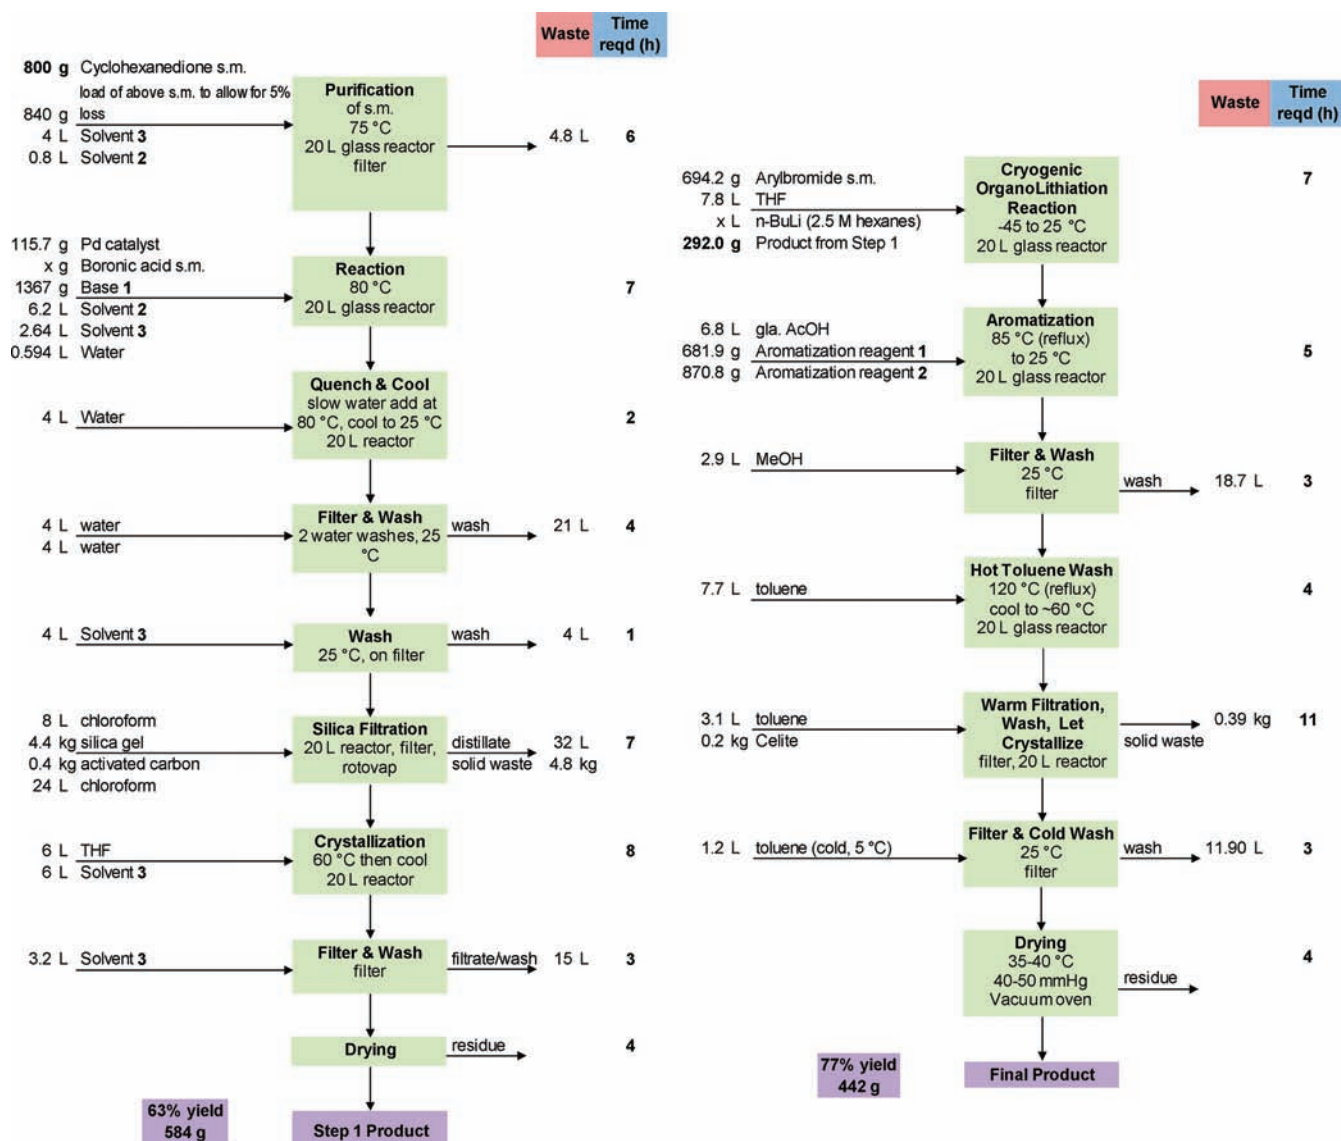 Waste
Time
reqd (h)
800 g Cyclohexanedione s.m.
load of above s.m. to allow for 5%
840 g loss
4 L Solvent 3
0.8 L Solvent 2
Purification
of s.m.
75 °C
20 L glass reactor
filter
4.8 L
6
115.7 g Pd catalyst
x g Boronic acid s.m.
1367 g Base 1
6.2 L Solvent 2
2.64 L Solvent 3
0.594 L Water
Reaction
80 °C
20 L glass reactor
7
4 L Water
Quench & Cool
slow water add at
80 °C, cool to 25 °C
20 L reactor
2
4 L water
4 L water
Filter & Wash
2 water washes, 25
°C
wash
21 L
4
4 L Solvent 3
Wash
25 °C, on filter
wash
4 L
1
8 L chloroform
4.4 kg silica gel
0.4 kg activated carbon
24 L chloroform
Silica Filtration
20 L reactor, filter,
rotovap
distillate
solid waste
32 L
4.8 kg
7
6 L THF
6 L Solvent 3
Crystallization
60 °C then cool
20 L reactor
8
3.2 L Solvent 3
Filter & Wash
filter
filtrate/wash
15 L
3
Drying
residue
4
63% yield
584 g
Step 1 Product
Waste
Time
reqd (h)
694.2 g Arylbromide s.m.
7.8 L THF
x L n-BuLi (2.5 M hexanes)
292.0 g Product from Step 1
Cryogenic
OrganoLithiation
Reaction
-45 to 25 °C
20 L glass reactor
7
6.8 L gla. AcOH
681.9 g Aromatization reagent 1
870.8 g Aromatization reagent 2
Aromatization
85 °C (reflux)
to 25 °C
20 L glass reactor
5
2.9 L MeOH
Filter & Wash
25 °C
filter
wash
18.7 L
3
7.7 L toluene
Hot Toluene Wash
120 °C (reflux)
cool to ~60 °C
20 L glass reactor
4
3.1 L toluene
0.2 kg Celite
Warm Filtration,
Wash, Let
Crystallize
filter, 20 L reactor
solid waste
0.39 kg
11
1.2 L toluene (cold, 5 °C)
Filter & Cold Wash
25 °C
filter
wash
11.90 L
3
Drying
35-40 °C
40-50 mmHg
Vacuum oven
residue
4
77% yield
442 g
Final Product